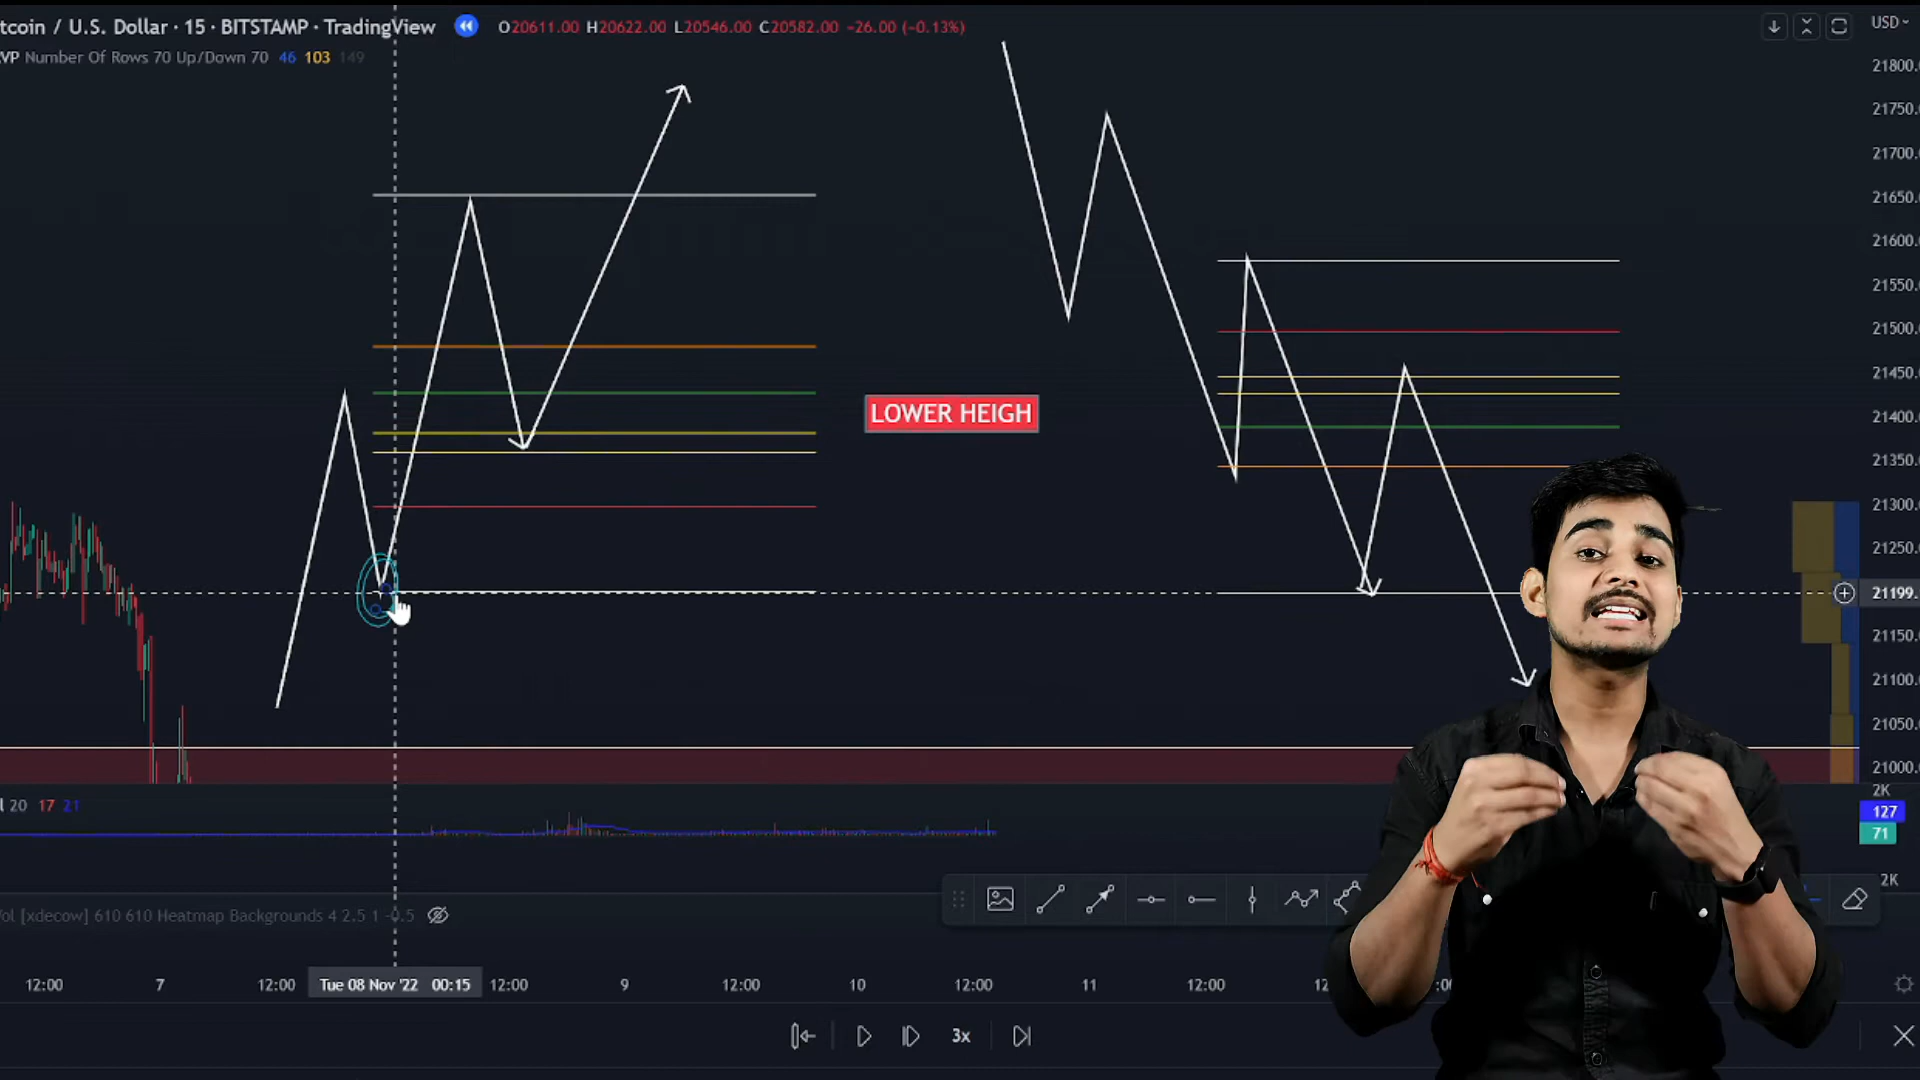 tcoin / U.S. Dollar · 15 · BITSTAMP · TradingView O20611.00 H20622.00 L20546.00 C20582.00 -26.00 (-0.13%)
VP Number Of Rows 70 Up/Down 70 46 103 149
USD
21800.
21750.
21700.
21650.
21600.
21550.
21500.
21450.
21400.
21350.
21300.
21250.
21199.
21150.
21100.
21050.
21000.
LOWER HEIGH
l 20 17 21
2K
127
71
2K
ol [xdecow] 610 610 Heatmap Backgrounds 4 2.5 1 -0.5
12:00 7 12:00 Tue 08 Nov '22 00:15 12:00 9 12:00 10 12:00 11 12:00 12 :00
3x